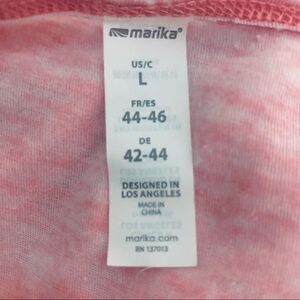 marika®
US/C
L
FR/ES
44-46
DE
42-44
DESIGNED IN
LOS ANGELES
MADE IN
CHINA
marika.com
RN 137013